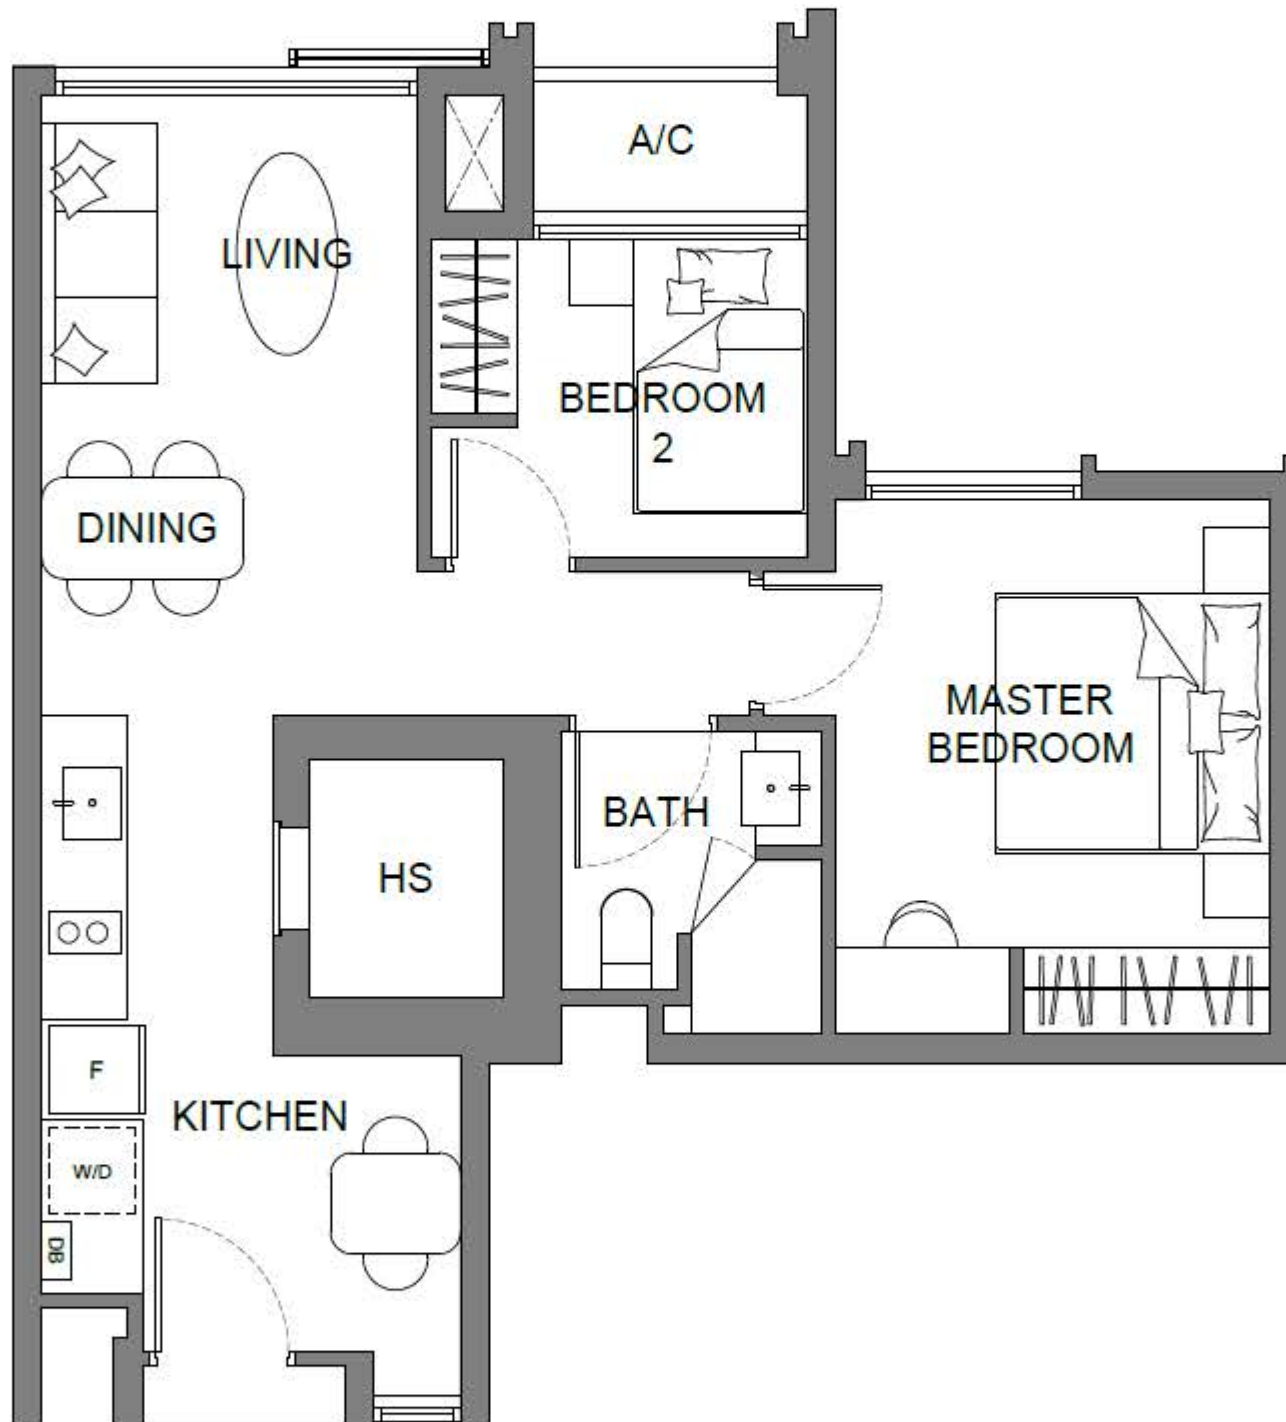 A/C
LIVING
BEDROOM
2
DINING
MASTER
BEDROOM
BATH
HS
F
KITCHEN
W/D
DB